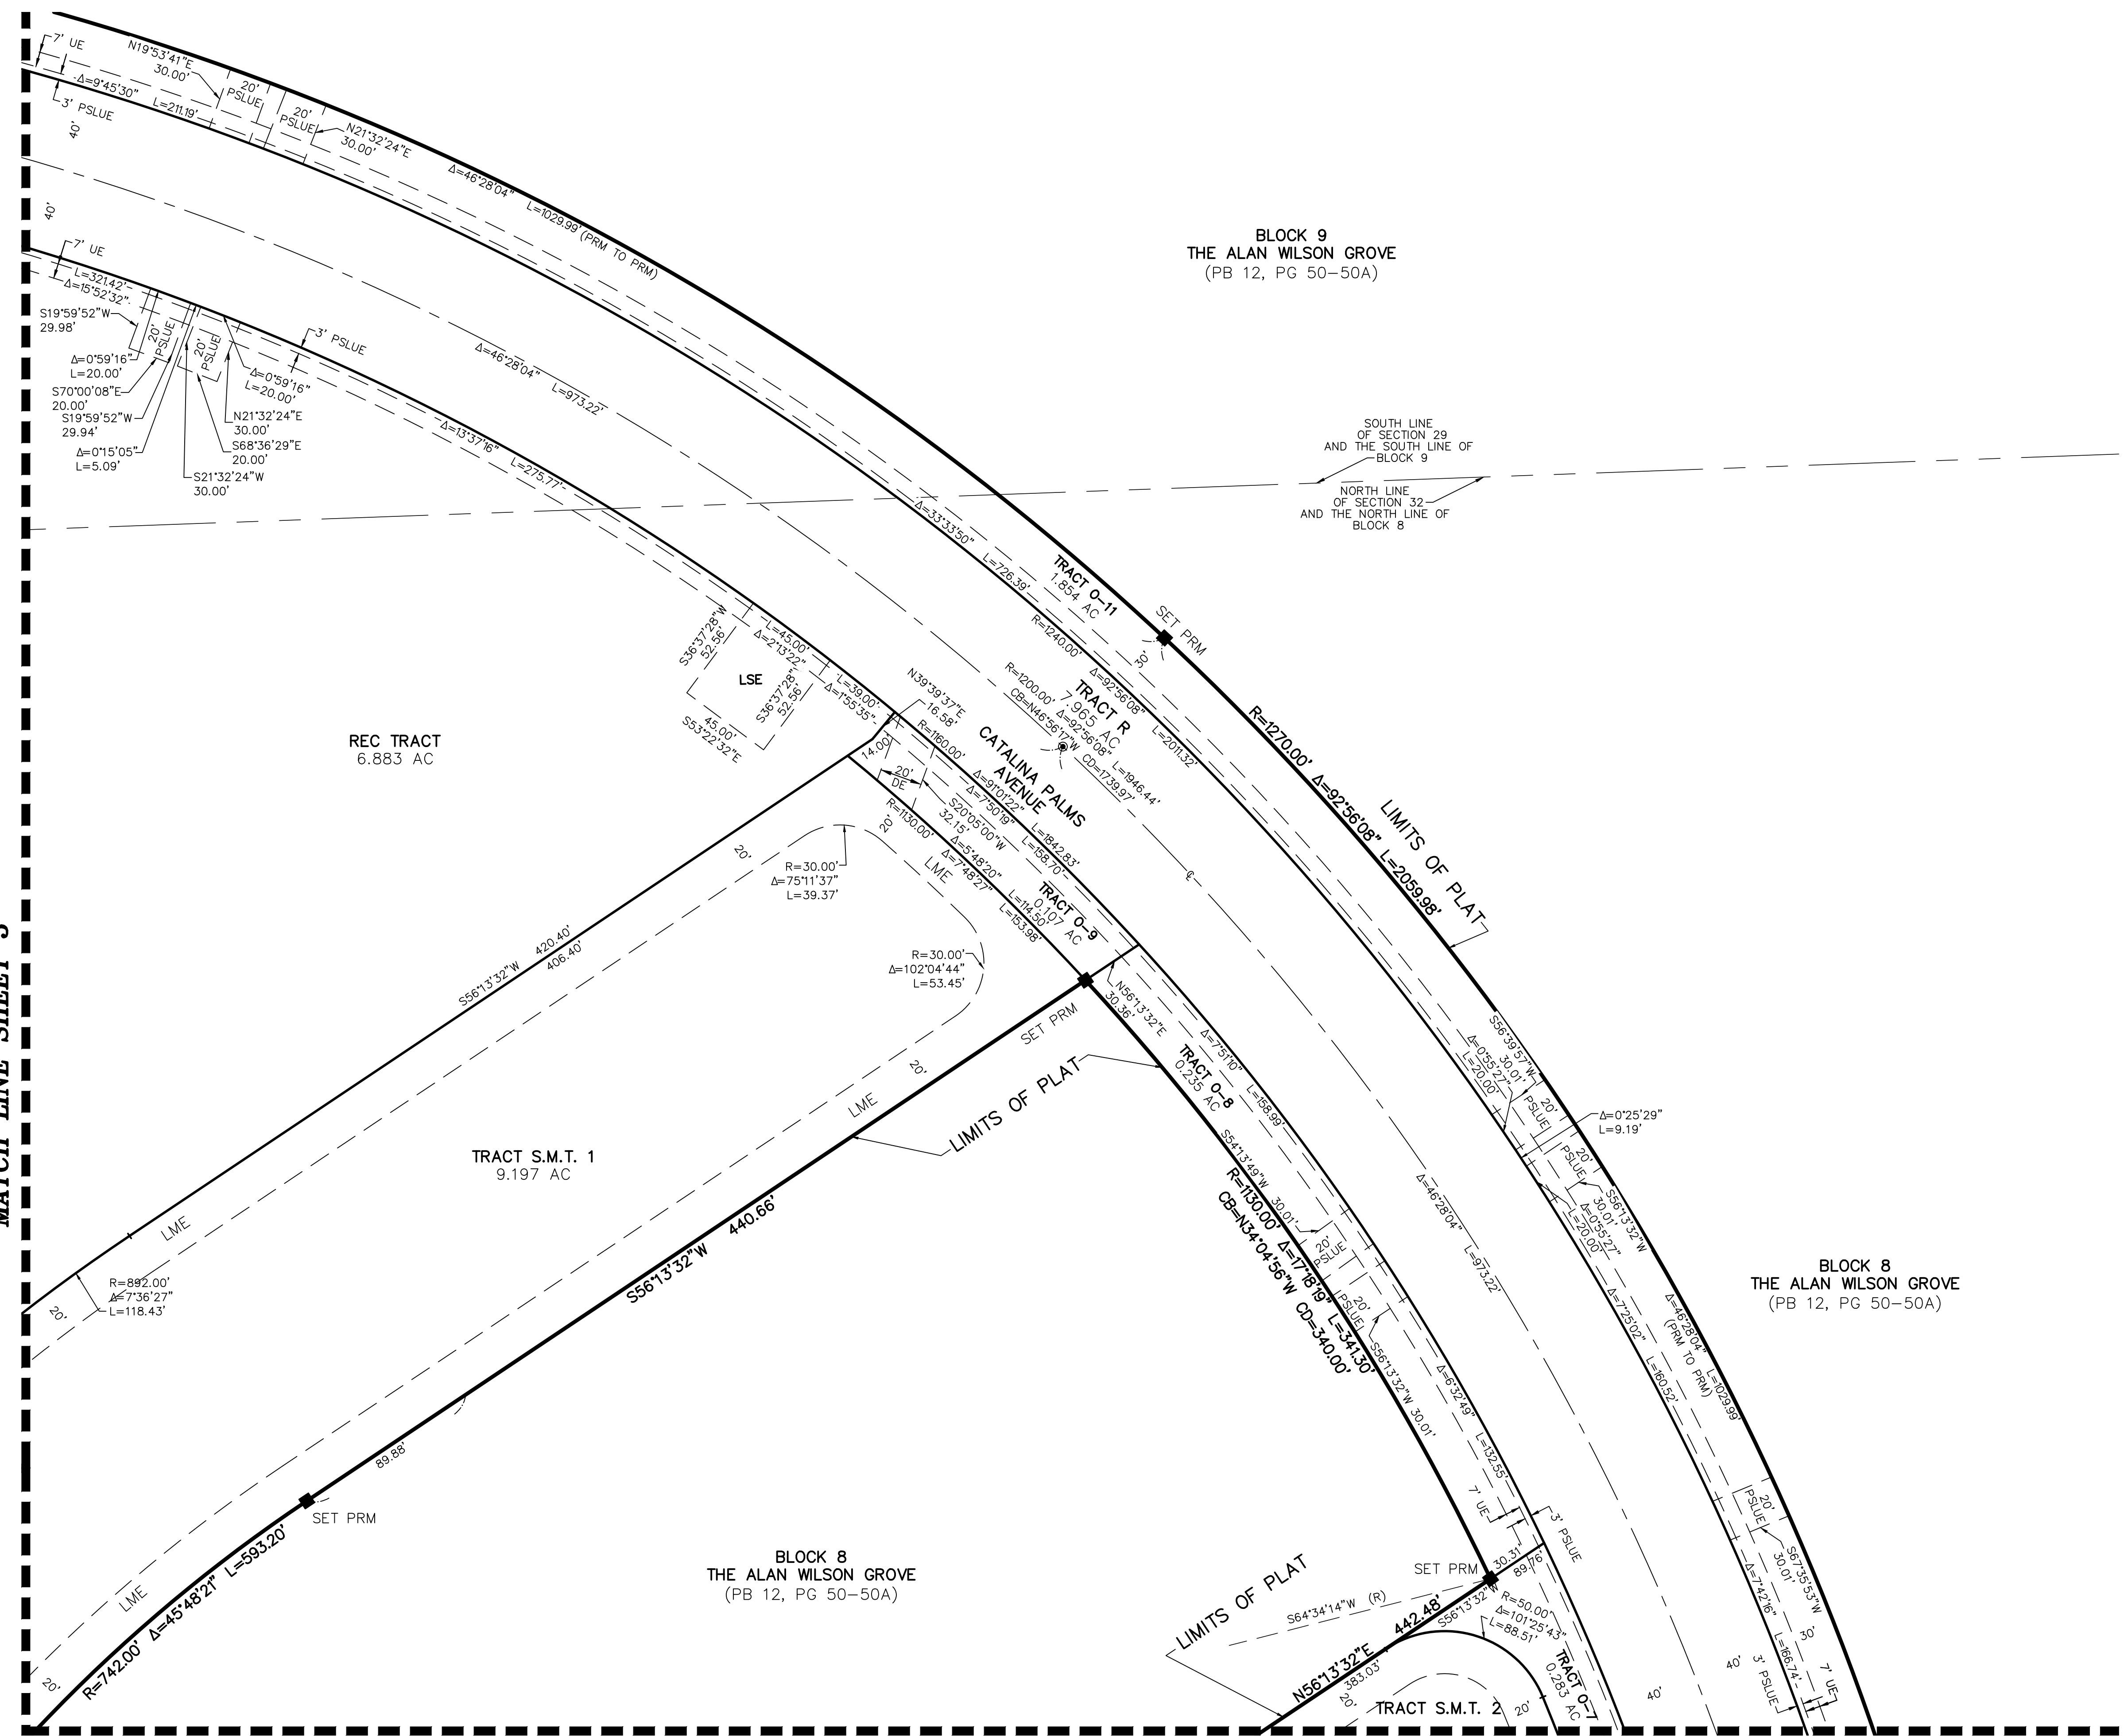 7' UE
N19°53'41"E
30.00'
20'
PSLUE
20'
PSLUE
N21°32'24"E
30.00'
Δ=9°45'30" L=211.19'
3' PSLUE
40'
40'
Δ=46°28'04" L=1029.99' (PRM TO PRM)
7' UE
L=321.42'
Δ=15°52'32"
S19°59'52"W
29.98'
20'
PSLUE
20'
PSLUE
3' PSLUE
Δ=0°59'16"
L=20.00'
S70°00'08"E
20.00'
S19°59'52"W
29.94'
Δ=0°15'05"
L=5.09'
S21°32'24"W
30.00'
Δ=0°59'16"
L=20.00'
N21°32'24"E
30.00'
S68°36'29"E
20.00'
Δ=46°28'04" L=973.22'
Δ=13°37'16" L=275.77'
BLOCK 9
THE ALAN WILSON GROVE
(PB 12, PG 50-50A)
SOUTH LINE
OF SECTION 29
AND THE SOUTH LINE OF
BLOCK 9
NORTH LINE
OF SECTION 32
AND THE NORTH LINE OF
BLOCK 8
Δ=33°33'50" L=726.39'
TRACT O-11
1.854 AC
SET PRM
30'
R=1240.00' Δ=92°56'08" L=2011.32'
TRACT R
7.965 AC
R=1200.00' Δ=92°56'08" L=1946.44'
CB=N46°56'17"W CD=1739.97'
CATALINA PALMS
AVENUE
R=1270.00' Δ=92°56'08" L=2059.98'
LIMITS OF PLAT
L=45.00'
Δ=2°13'22"
S36°37'28"W
52.56'
LSE
S36°37'28"
52.56'
45.00'
S53°22'32"E
L=39.00'
Δ=1°55'35"
N39°39'37"E
16.58'
14.00'
R=1160.00' Δ=91°01'22" L=1842.83'
Δ=7°50'19" L=158.70'
20'
DE
S20°05'00"W
32.15'
R=1130.00' Δ=5°48'20" L=114.50'
Δ=7°48'27" L=153.98'
20'
LME
TRACT O-9
0.107 AC
REC TRACT
6.883 AC
20'
R=30.00'
Δ=75°11'37"
L=39.37'
R=30.00'
Δ=102°04'44"
L=53.45'
S56°13'32"W 420.40'
406.40'
N56°13'32"E
30.36'
SET PRM
20'
LME
LIMITS OF PLAT
TRACT O-8
0.235 AC
Δ=7°51'10" L=158.99'
S54°13'49"W 30.01'
20'
PSLUE
20'
PSLUE
S56°13'32"W 30.01'
R=1130.00' Δ=17°18'19" L=341.30'
CB=N34°04'56"W CD=340.00'
Δ=6°32'49" L=132.55'
Δ=46°28'04" L=973.22'
S56°39'57"W
30.01'
Δ=0°55'27"
L=20.00'
20'
PSLUE
Δ=0°25'29"
L=9.19'
20'
PSLUE
S56°13'32"W
30.01'
Δ=0°55'27"
L=20.00'
Δ=7°25'02" L=160.52'
Δ=46°28'04" L=1029.99'
(PRM TO PRM)
BLOCK 8
THE ALAN WILSON GROVE
(PB 12, PG 50-50A)
TRACT S.M.T. 1
9.197 AC
S56°13'32"W 440.66'
MATCH LINE SHEET
LME
R=892.00'
Δ=7°36'27"
L=118.43'
20'
89.88'
SET PRM
LME
R=742.00' Δ=45°48'21" L=593.20'
20'
BLOCK 8
THE ALAN WILSON GROVE
(PB 12, PG 50-50A)
7' UE
3' PSLUE
SET PRM
30.31'
89.76'
LIMITS OF PLAT
S64°34'14"W (R)
N56°13'32"E 442.48'
S56°13'32"W
383.03'
R=50.00'
Δ=101°25'43"
L=88.51'
20'
TRACT S.M.T. 2
20'
TRACT O-7
0.283 AC
40'
40'
20'
PSLUE
S67°35'53"W
30.01'
Δ=7°42'16" L=166.74'
30'
3' PSLUE
7' UE